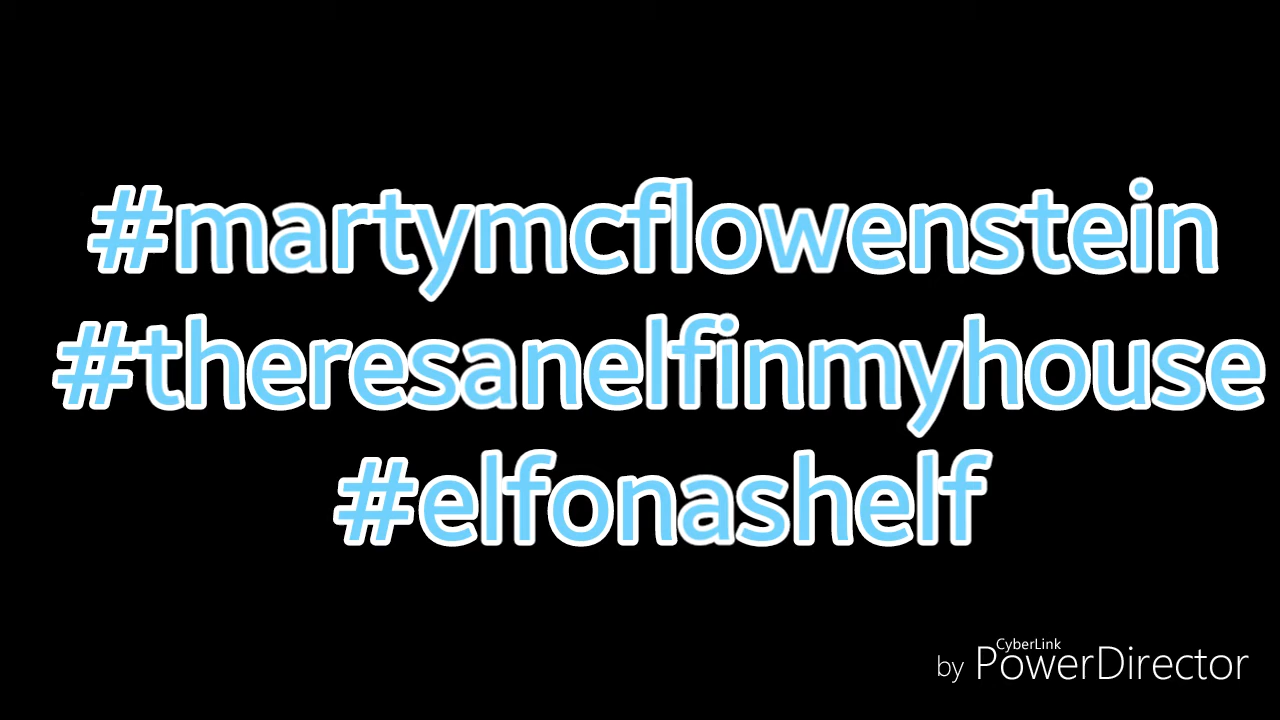 #martymcflowenstein
#theresanelfinmyhouse
#elfonashelf
CyberLink
by PowerDirector